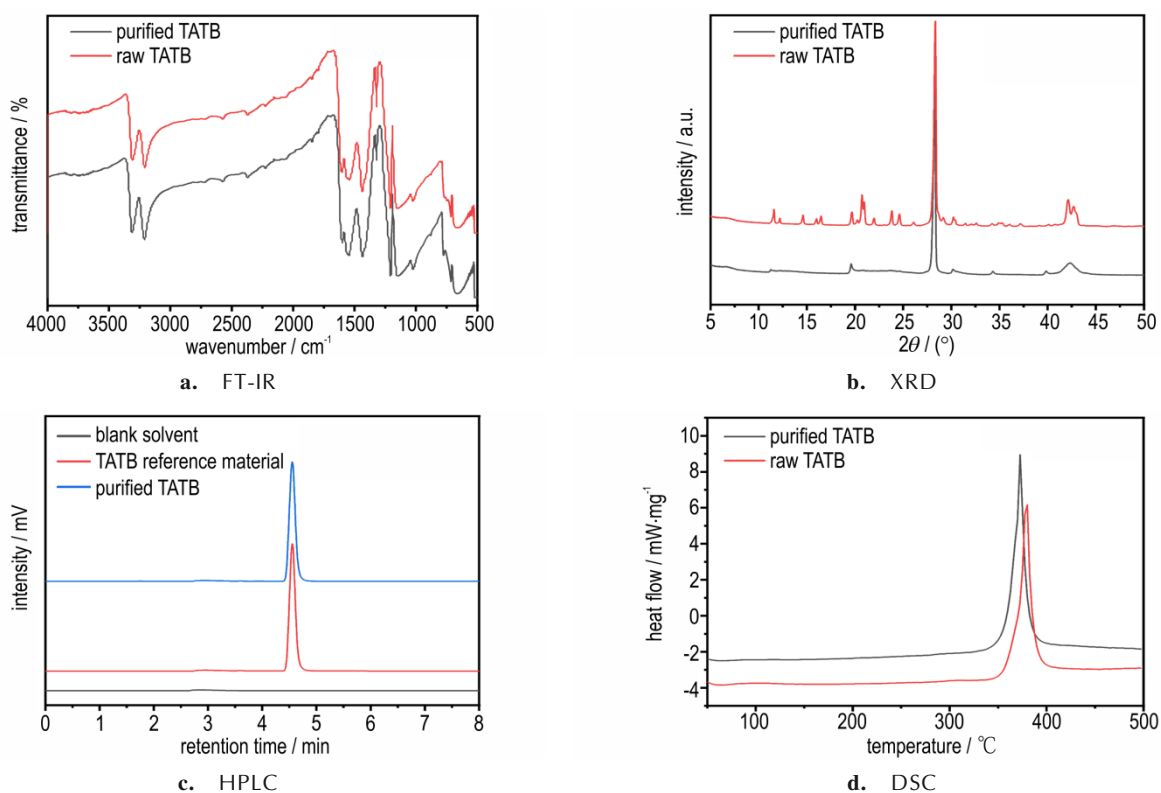 purified TATB
raw TATB
transmittance / %
4000 3500 3000 2500 2000 1500 1000 500
wavenumber / cm⁻¹
a. FT-IR
purified TATB
raw TATB
intensity / a.u.
5 10 15 20 25 30 35 40 45 50
2θ / (°)
b. XRD
blank solvent
TATB reference material
purified TATB
intensity / mV
0 1 2 3 4 5 6 7 8
retention time / min
c. HPLC
purified TATB
raw TATB
heat flow / mW·mg⁻¹
10
8
6
4
2
0
-2
-4
100 200 300 400 500
temperature / ℃
d. DSC